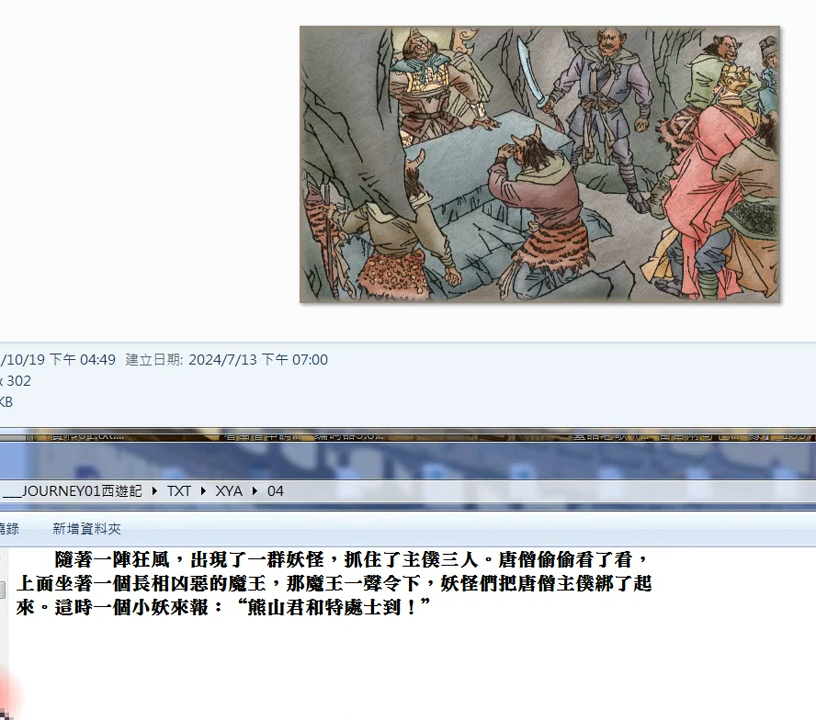 /10/19 下午 04:49 建立日期: 2024/7/13 下午 07:00
x 302
KB
___JOURNEY01西遊記 ▸ TXT ▸ XYA ▸ 04
燒錄 新增資料夾
隨著一陣狂風，出現了一群妖怪，抓住了主僕三人。唐僧偷偷看了看，
上面坐著一個長相凶惡的魔王，那魔王一聲令下，妖怪們把唐僧主僕綁了起
來。這時一個小妖來報：“熊山君和特處士到！”